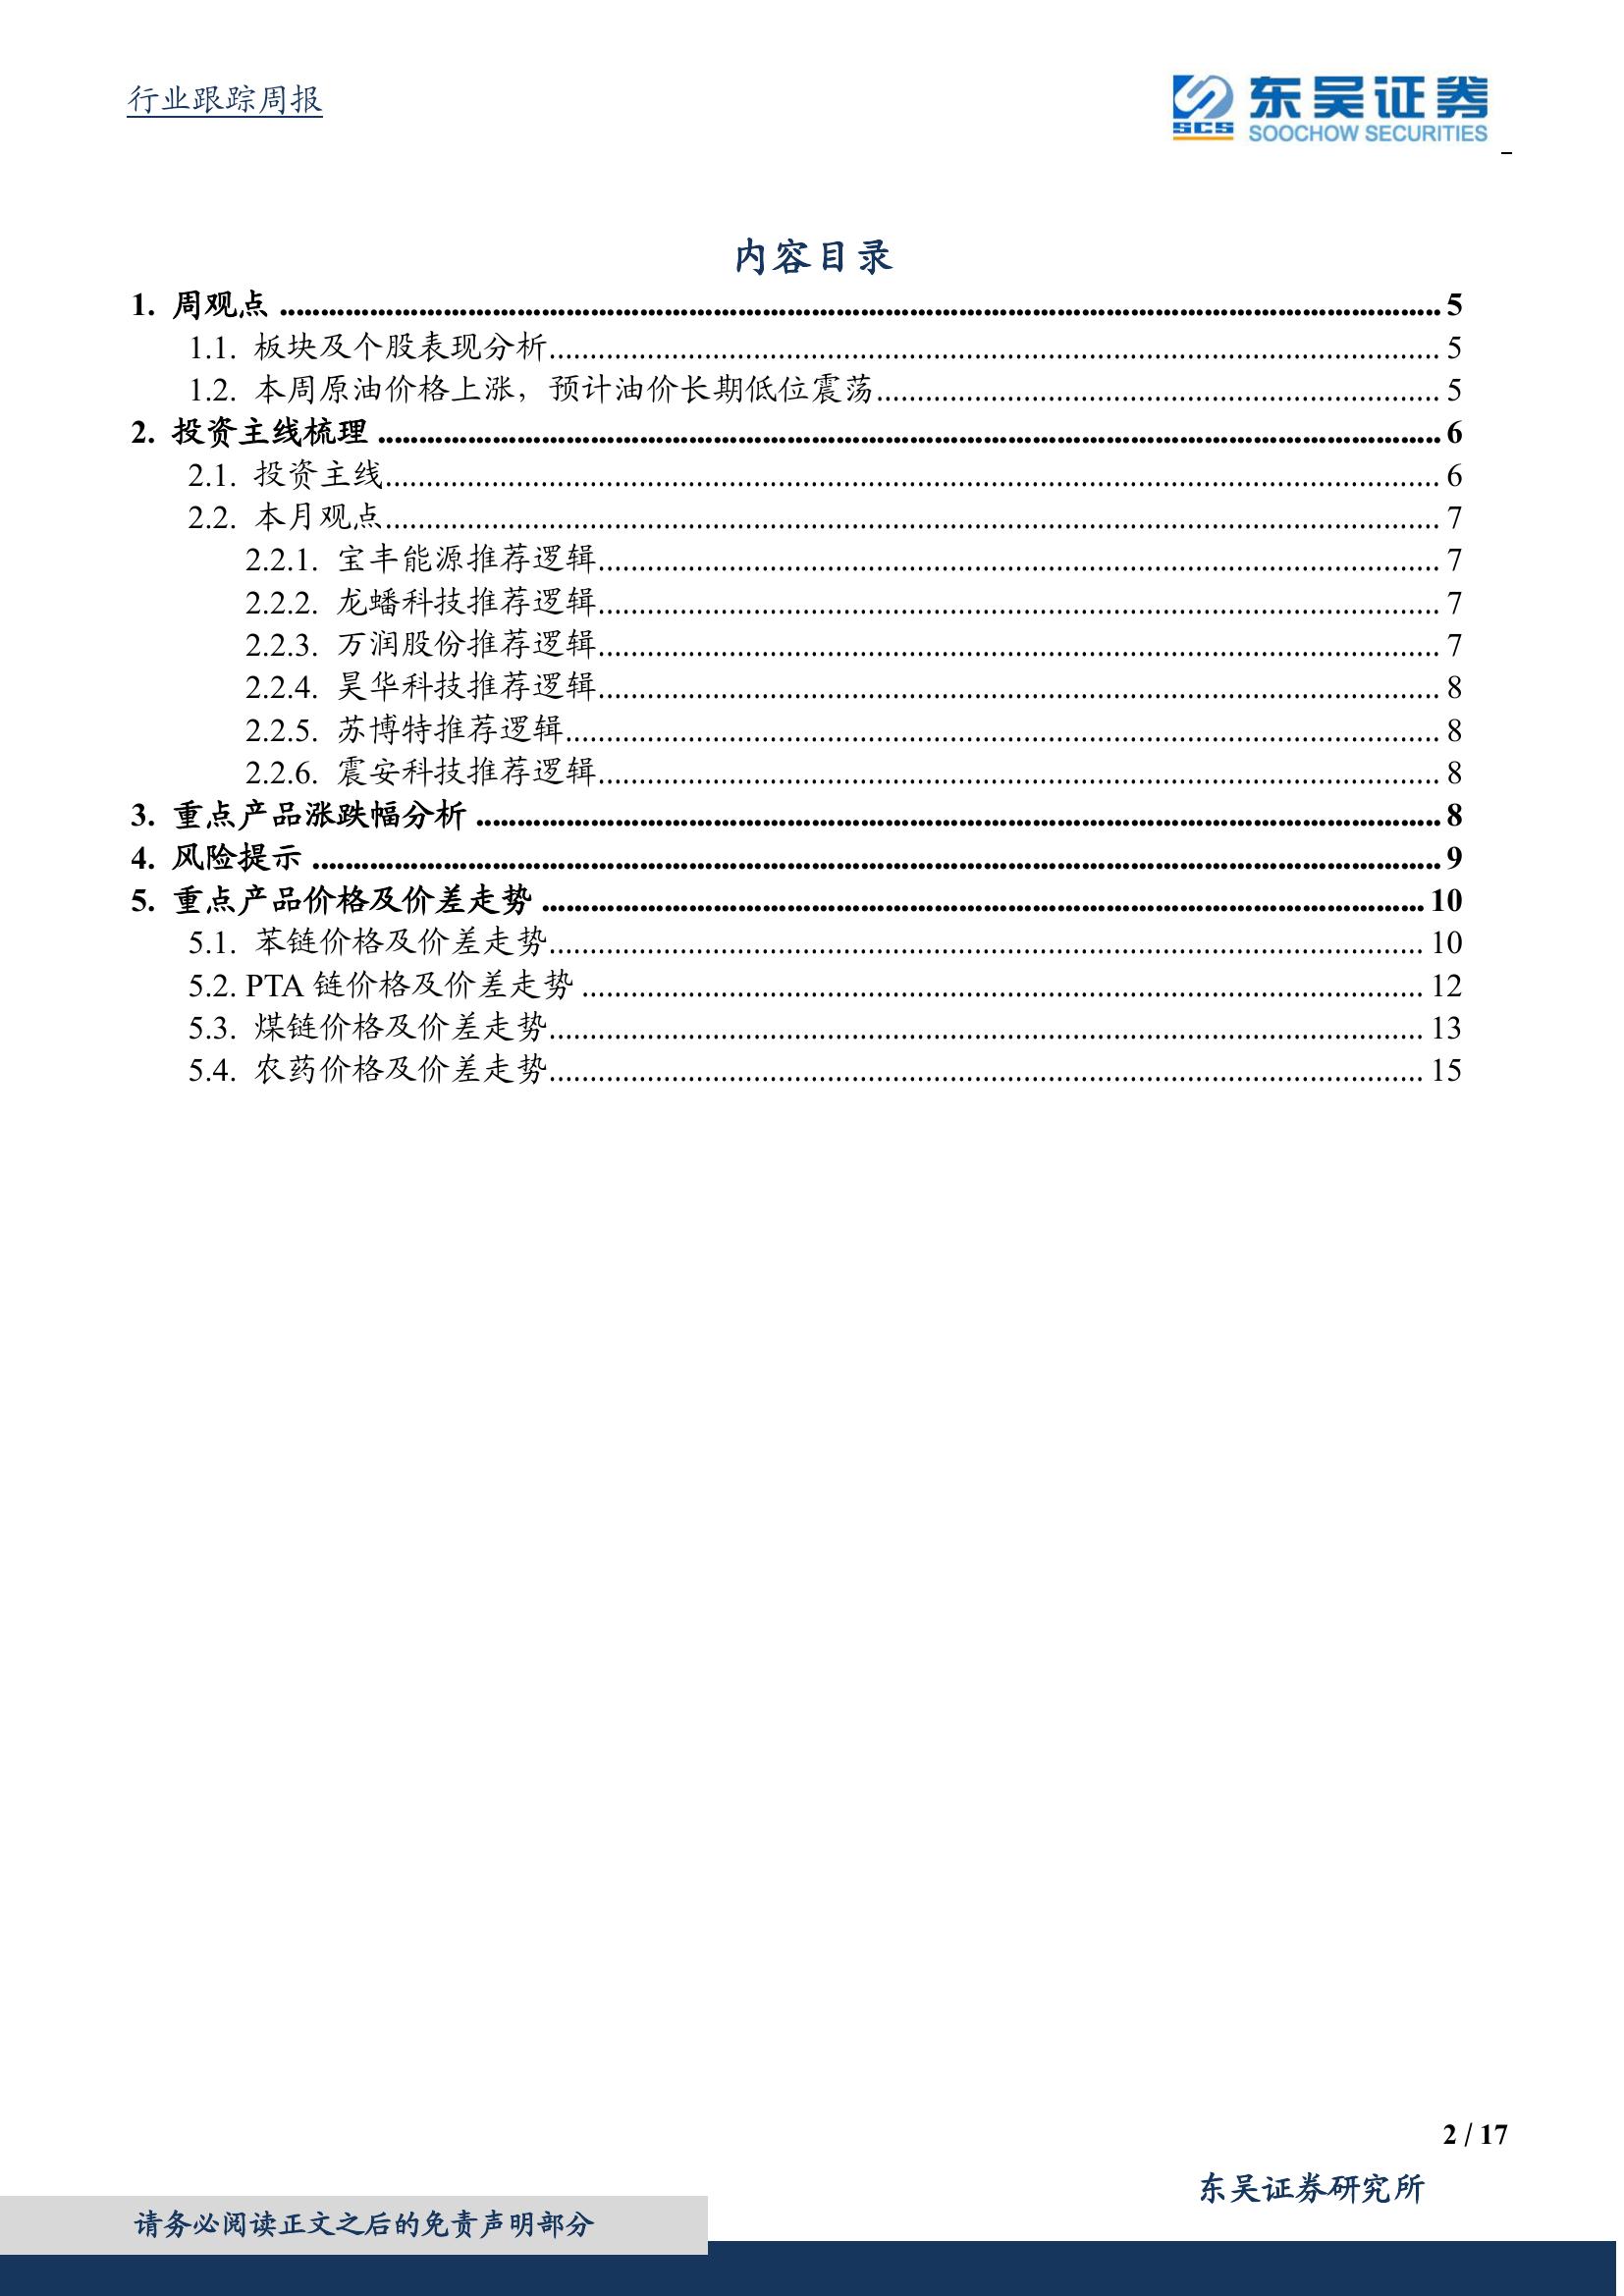 行业跟踪周报
SCS
东吴证券
SOOCHOW SECURITIES
内容目录
1. 周观点 ........ 5
1.1. 板块及个股表现分析........ 5
1.2. 本周原油价格上涨，预计油价长期低位震荡........ 5
2. 投资主线梳理 ........ 6
2.1. 投资主线........ 6
2.2. 本月观点........ 7
2.2.1. 宝丰能源推荐逻辑........ 7
2.2.2. 龙蟠科技推荐逻辑........ 7
2.2.3. 万润股份推荐逻辑........ 7
2.2.4. 昊华科技推荐逻辑........ 8
2.2.5. 苏博特推荐逻辑........ 8
2.2.6. 震安科技推荐逻辑........ 8
3. 重点产品涨跌幅分析 ........ 8
4. 风险提示 ........ 9
5. 重点产品价格及价差走势 ........ 10
5.1. 苯链价格及价差走势........ 10
5.2. PTA 链价格及价差走势 ........ 12
5.3. 煤链价格及价差走势........ 13
5.4. 农药价格及价差走势........ 15
2 / 17
东吴证券研究所
请务必阅读正文之后的免责声明部分